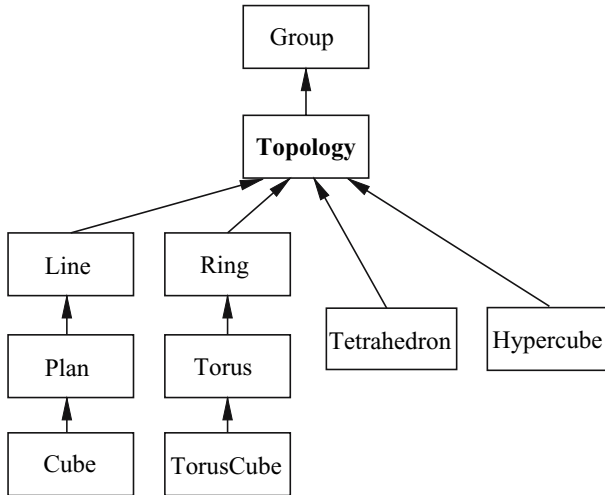 Group
Topology
Line
Ring
Tetrahedron
Hypercube
Plan
Torus
Cube
TorusCube